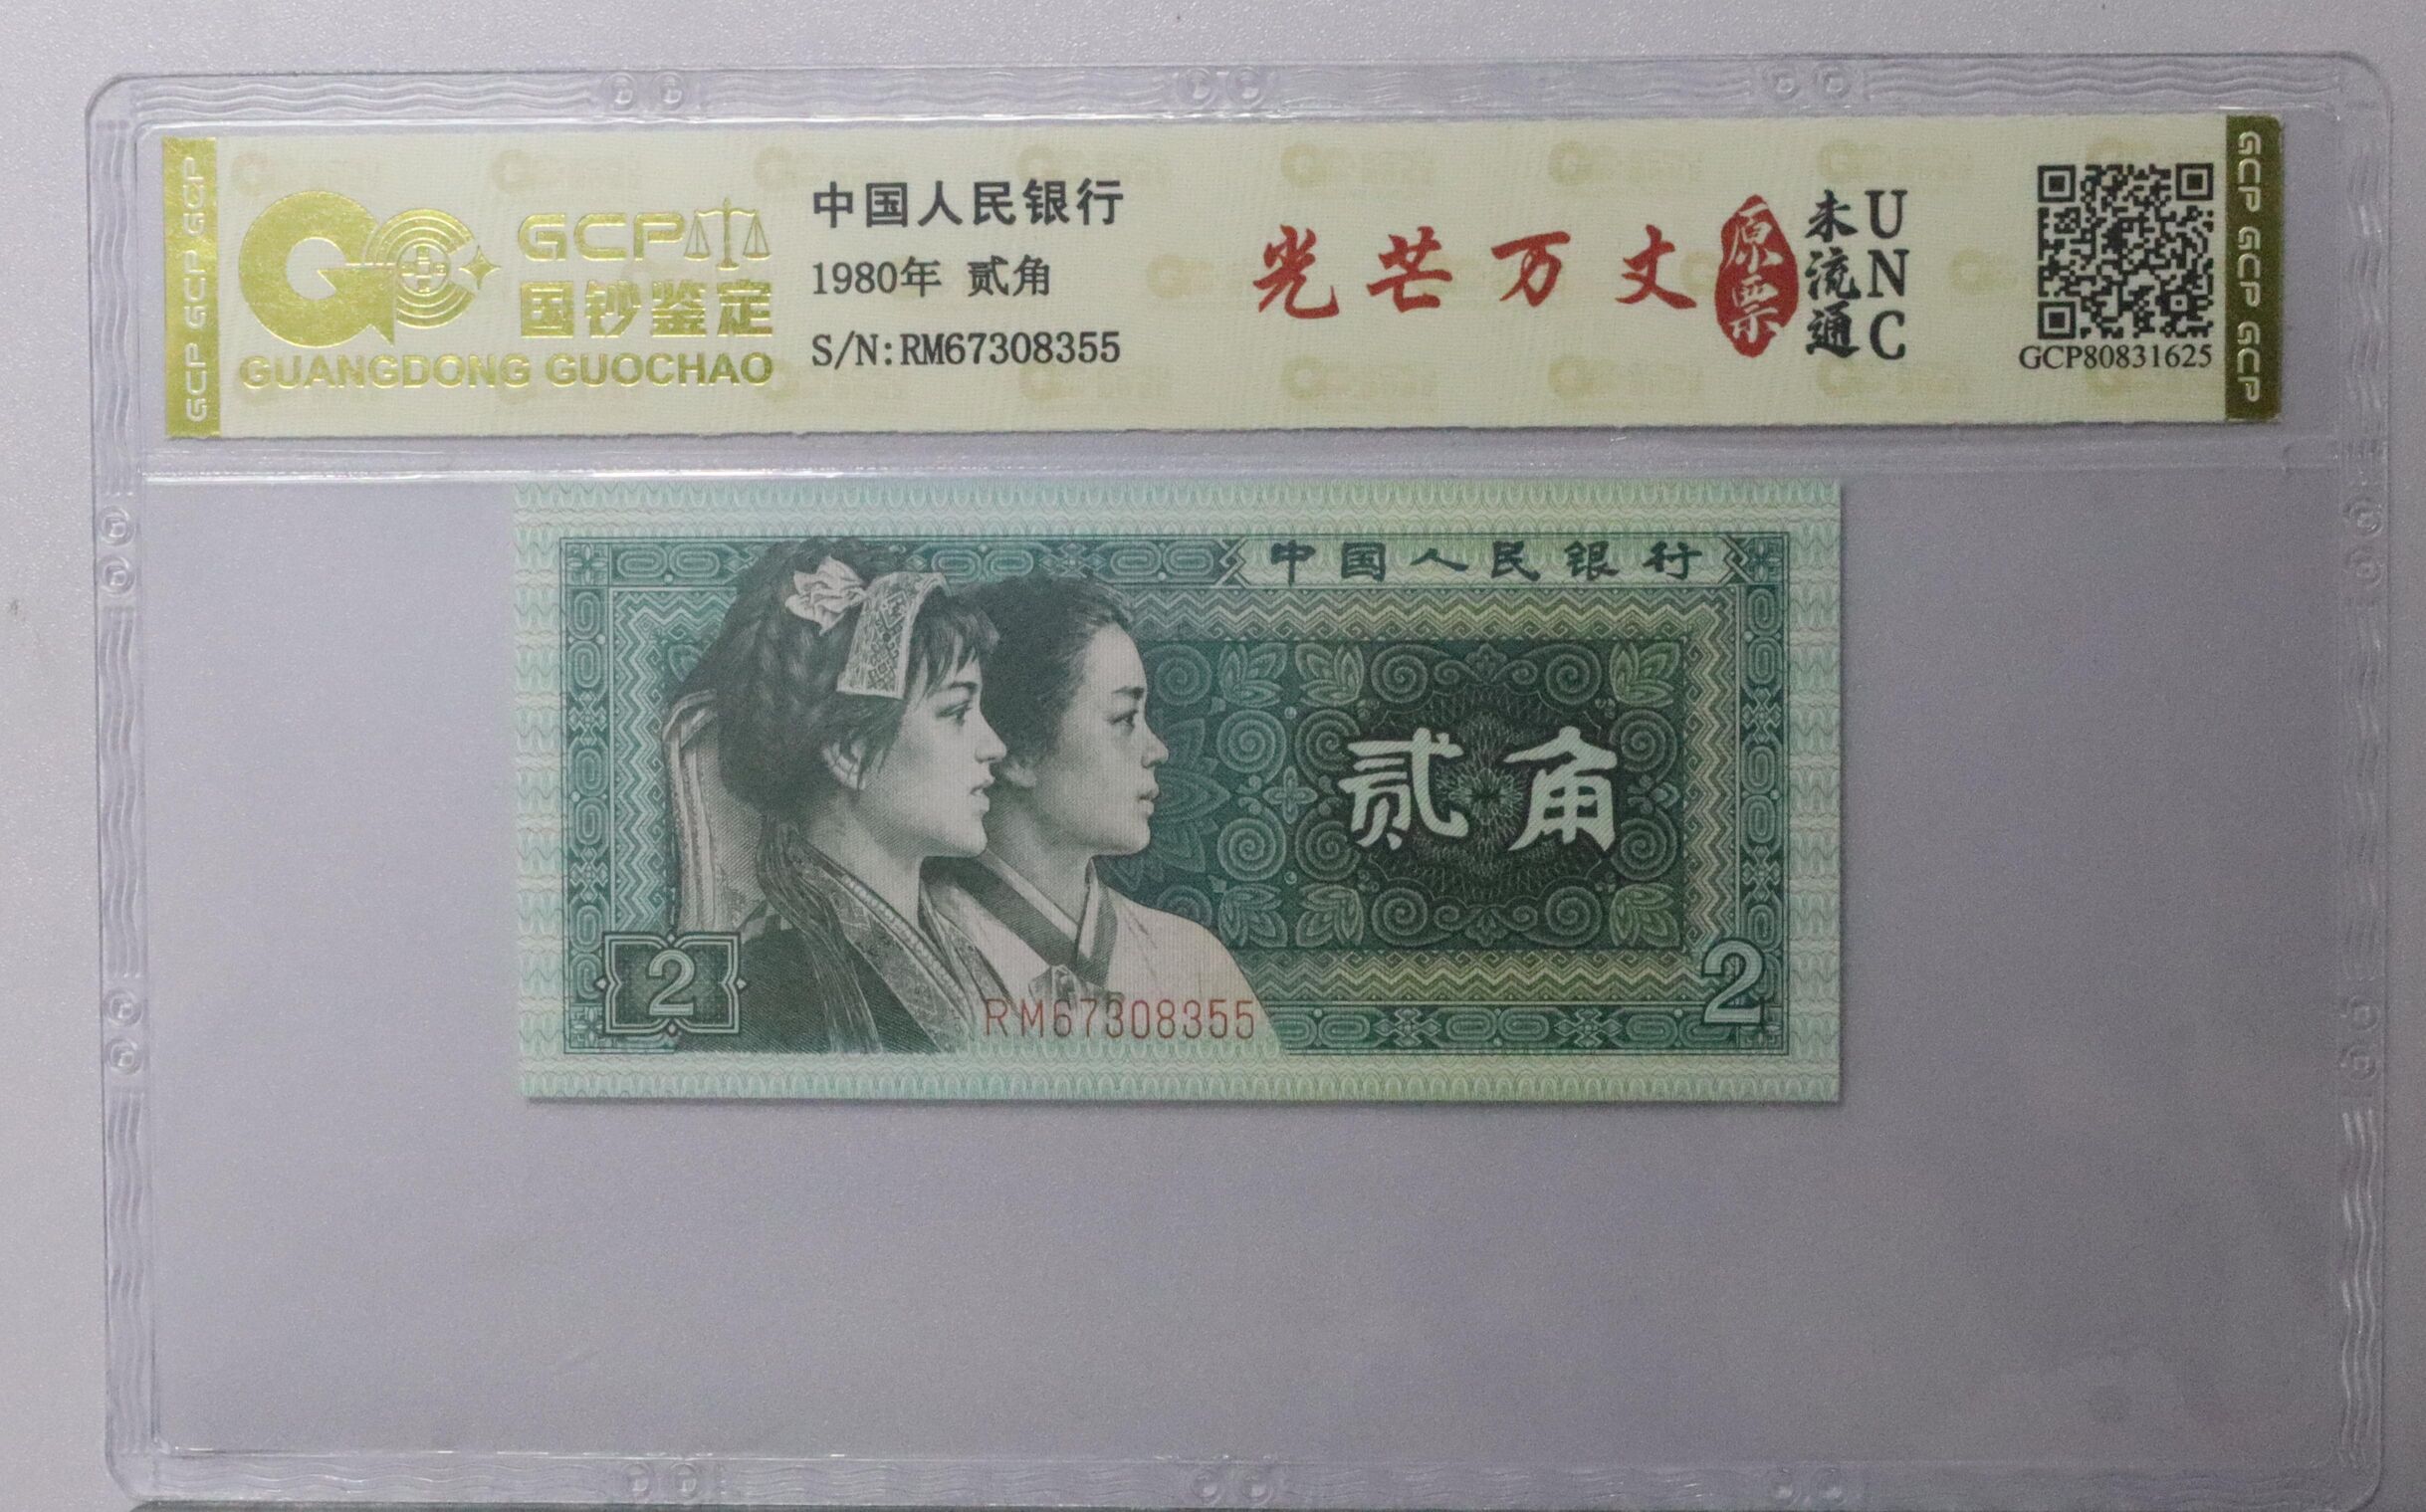 GCP GCP GCP
GCP
国钞鉴定
GUANGDONG GUOCHAO
中国人民银行
1980年 贰角
S/N:RM67308355
光芒万丈
原票
未流通
UNC
GCP80831625
GCP GCP GCP
中国人民银行
贰角
2
RM67308355
2